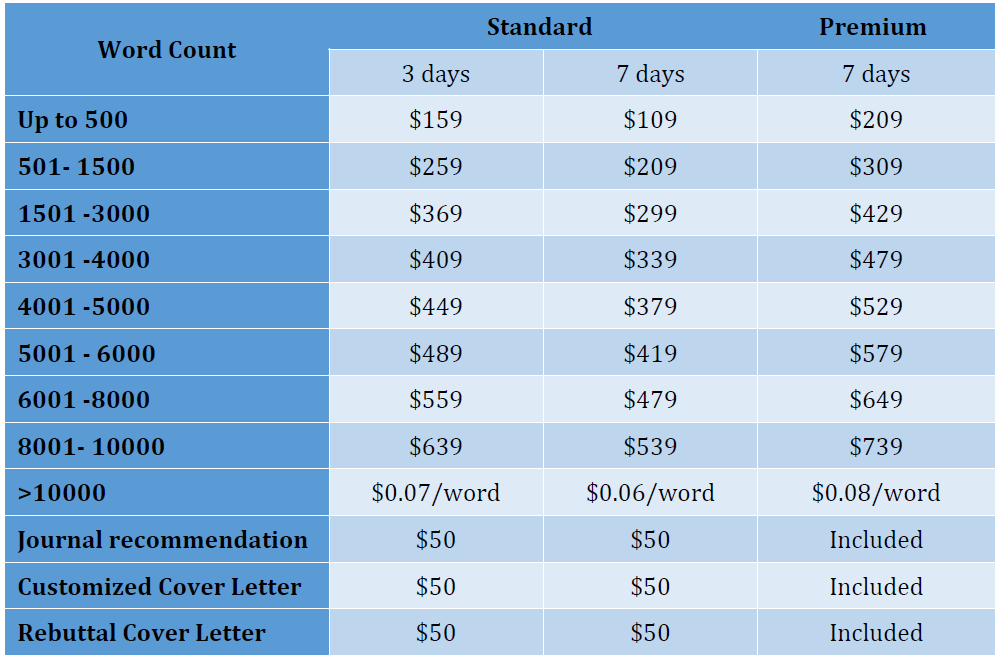 Word Count Standard Premium
3 days 7 days 7 days
Up to 500 $159 $109 $209
501- 1500 $259 $209 $309
1501 -3000 $369 $299 $429
3001 -4000 $409 $339 $479
4001 -5000 $449 $379 $529
5001 - 6000 $489 $419 $579
6001 -8000 $559 $479 $649
8001- 10000 $639 $539 $739
>10000 $0.07/word $0.06/word $0.08/word
Journal recommendation $50 $50 Included
Customized Cover Letter $50 $50 Included
Rebuttal Cover Letter $50 $50 Included